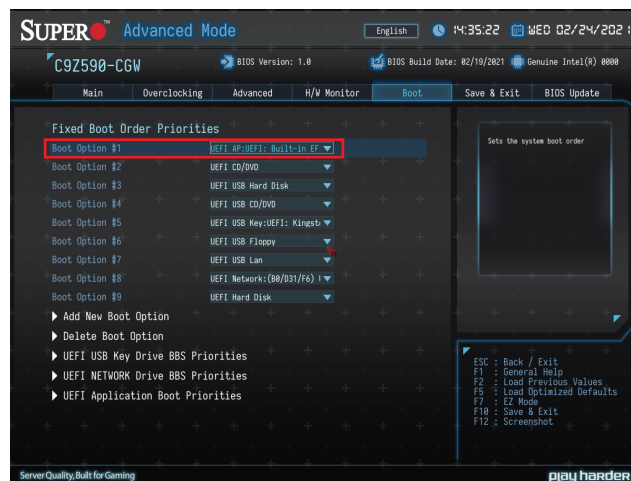 SUPER™ Advanced Mode
English 14:35:22 WED 02/24/202
C9Z590-CGW BIOS Version: 1.0 BIOS Build Date: 02/19/2021 Genuine Intel(R) 0000
Main Overclocking Advanced H/W Monitor Boot Save & Exit BIOS Update
Fixed Boot Order Priorities
Boot Option #1 UEFI AP:UEFI: Built-in EF
Boot Option #2 UEFI CD/DVD
Boot Option #3 UEFI USB Hard Disk
Boot Option #4 UEFI USB CD/DVD
Boot Option #5 UEFI USB Key:UEFI: Kingst
Boot Option #6 UEFI USB Floppy
Boot Option #7 UEFI USB Lan
Boot Option #8 UEFI Network:(B0/D31/F6)
Boot Option #9 UEFI Hard Disk
Add New Boot Option
Delete Boot Option
UEFI USB Key Drive BBS Priorities
UEFI NETWORK Drive BBS Priorities
UEFI Application Boot Priorities
Sets the system boot order
ESC : Back / Exit
F1 : General Help
F2 : Load Previous Values
F5 : Load Optimized Defaults
F7 : EZ Mode
F10 : Save & Exit
F12 : Screenshot
Server Quality, Built for Gaming
play harder